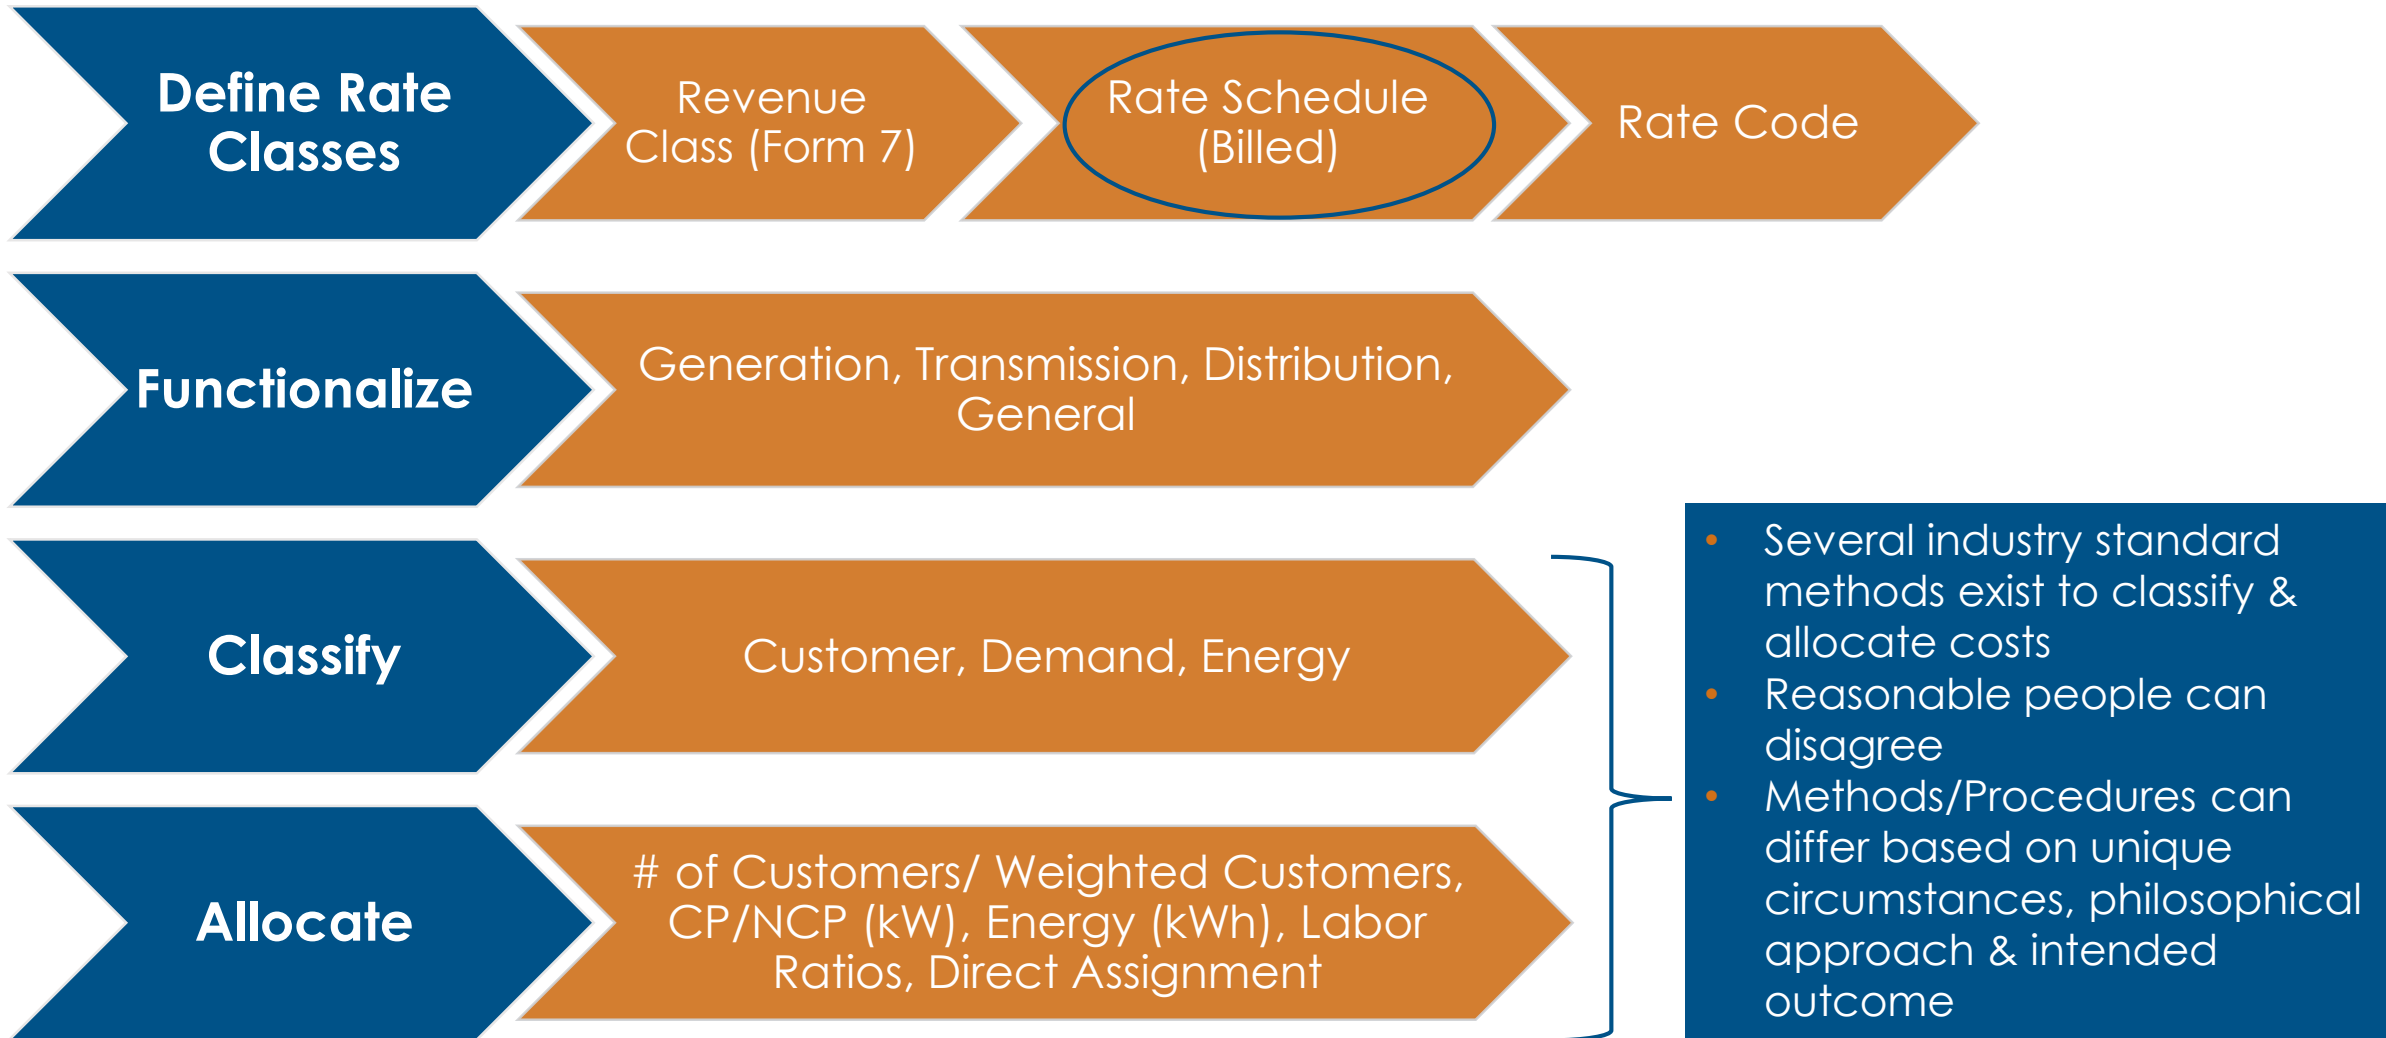 Define Rate
Classes
Revenue
Class (Form 7)
Rate Schedule
(Billed)
Rate Code
Functionalize
Generation, Transmission, Distribution,
General
Classify
Customer, Demand, Energy
Allocate
# of Customers/ Weighted Customers,
CP/NCP (kW), Energy (kWh), Labor
Ratios, Direct Assignment
• Several industry standard
methods exist to classify &
allocate costs
• Reasonable people can
disagree
• Methods/Procedures can
differ based on unique
circumstances, philosophical
approach & intended
outcome